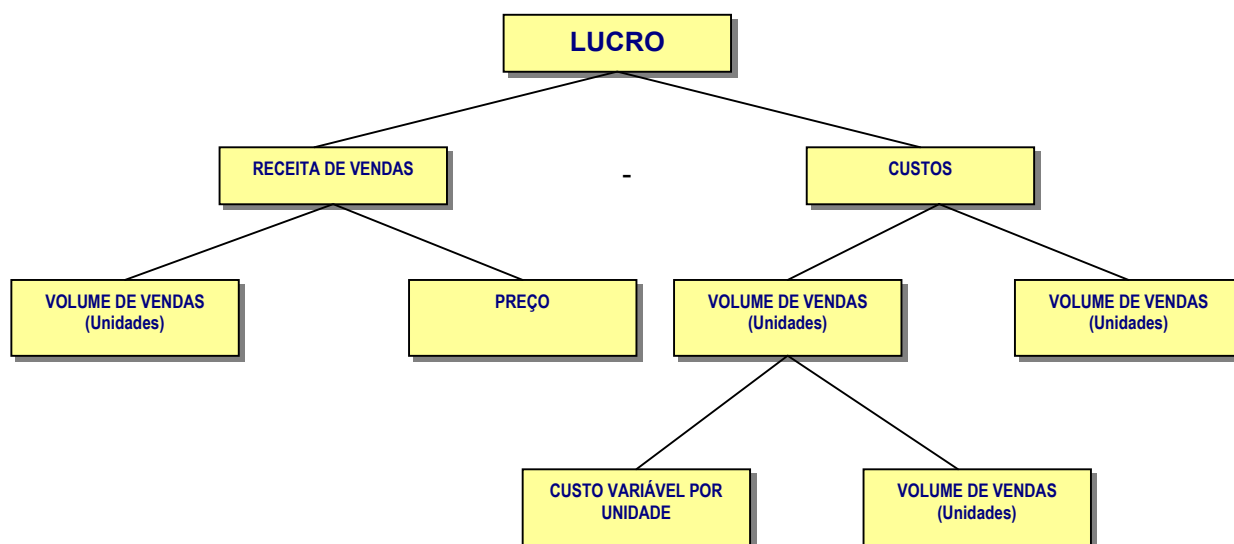 LUCRO
RECEITA DE VENDAS
-
CUSTOS
VOLUME DE VENDAS
(Unidades)
PREÇO
VOLUME DE VENDAS
(Unidades)
VOLUME DE VENDAS
(Unidades)
CUSTO VARIÁVEL POR
UNIDADE
VOLUME DE VENDAS
(Unidades)